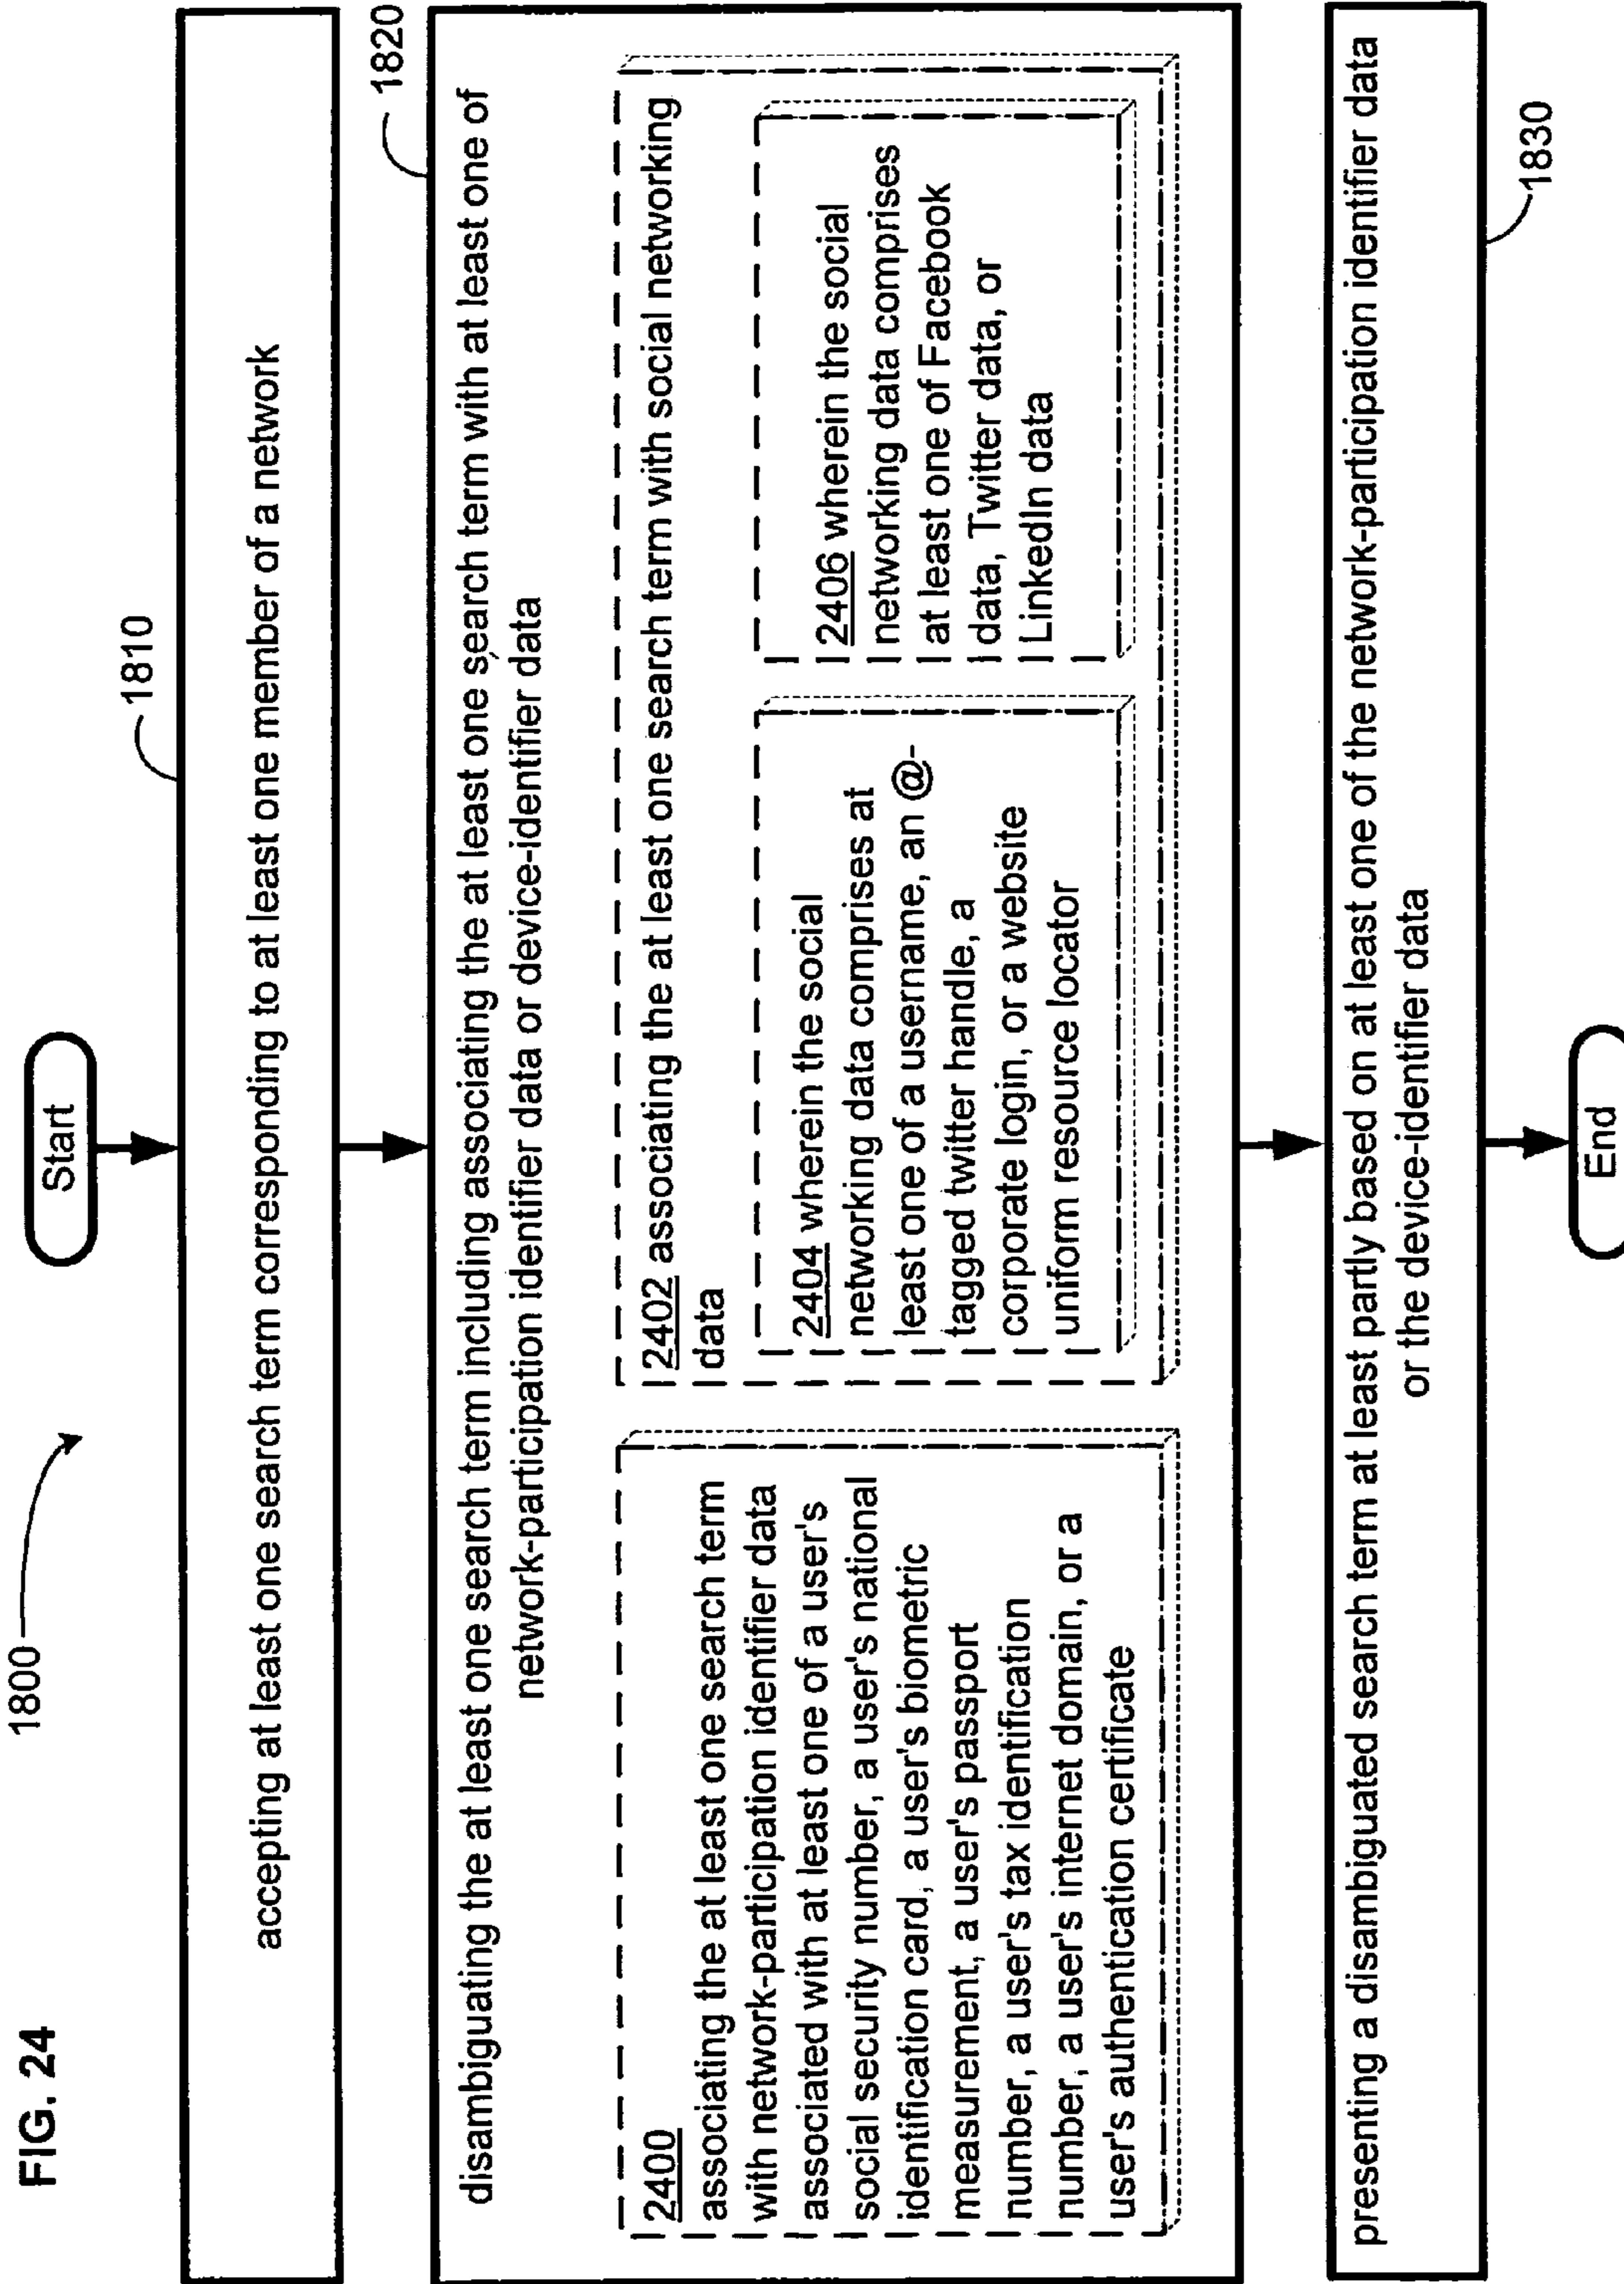 FIG. 24
1800
Start
1810
accepting at least one search term corresponding to at least one member of a network
1820
disambiguating the at least one search term including associating the at least one search term with at least one of
network-participation identifier data or device-identifier data
2400
associating the at least one search term
with network-participation identifier data
associated with at least one of a user's
social security number, a user's national
identification card, a user's biometric
measurement, a user's passport
number, a user's tax identification
number, a user's internet domain, or a
user's authentication certificate
2402 associating the at least one search term with social networking
data
2404 wherein the social
networking data comprises at
least one of a username, an @-
tagged twitter handle, a
corporate login, or a website
uniform resource locator
2406 wherein the social
networking data comprises
at least one of Facebook
data, Twitter data, or
LinkedIn data
presenting a disambiguated search term at least partly based on at least one of the network-participation identifier data
or the device-identifier data
1830
End